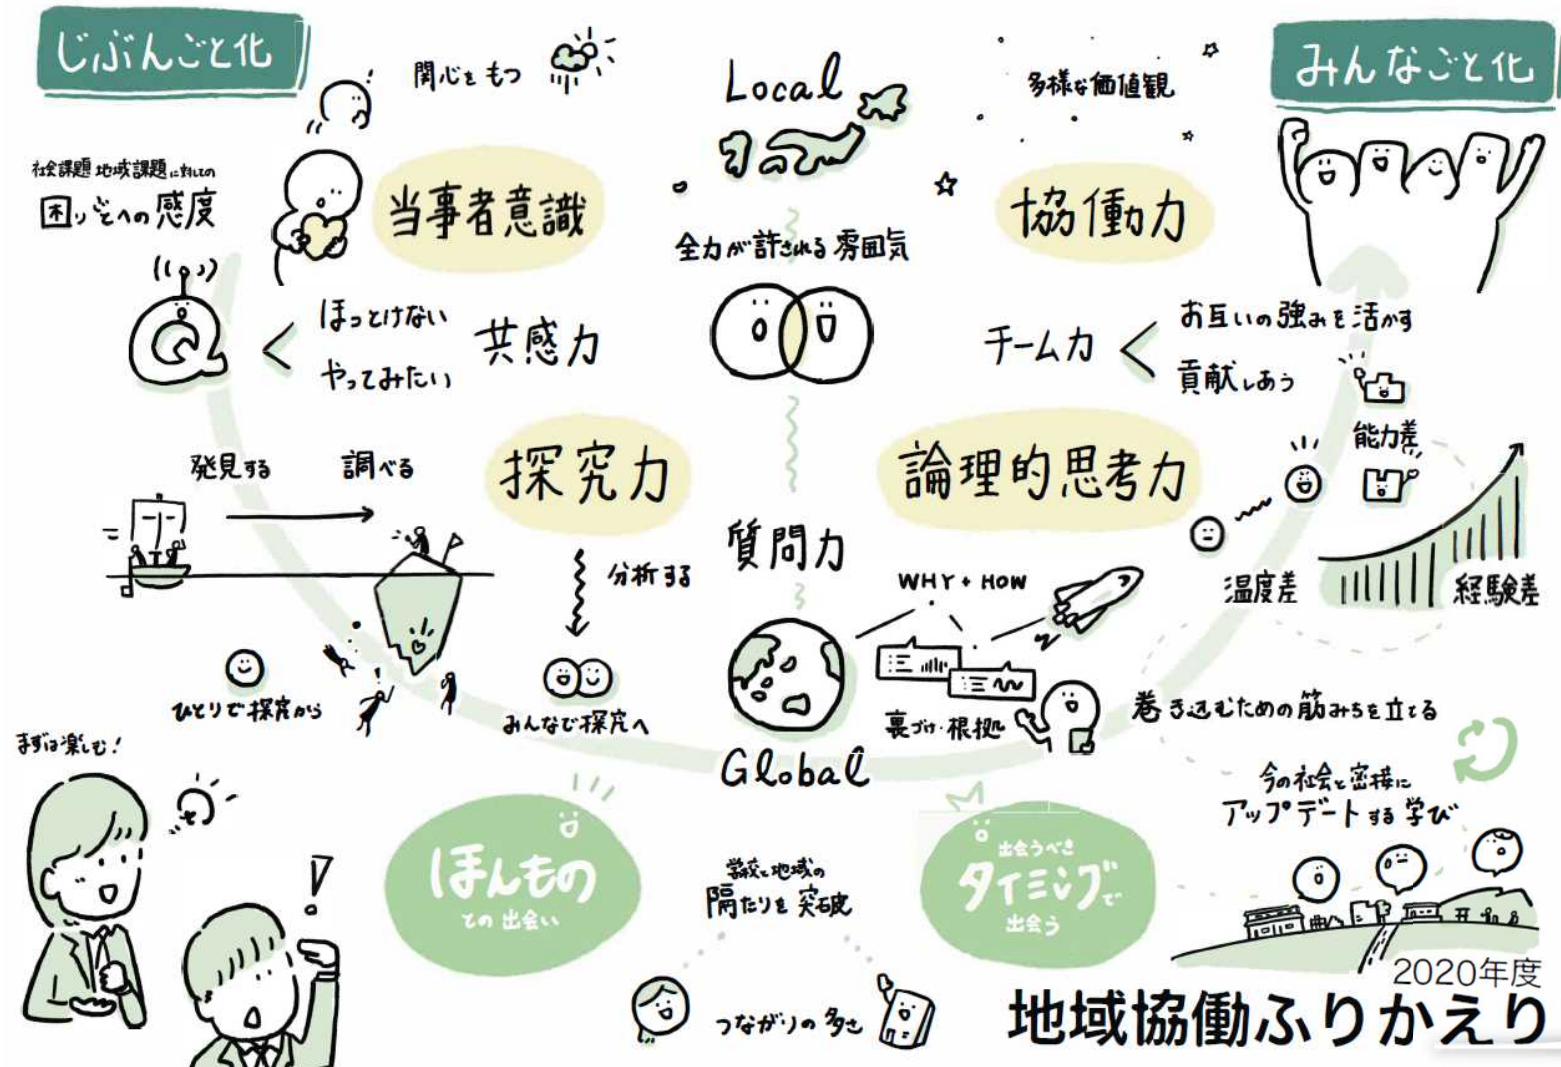 じぶんごと化
関心をもつ
社会課題 地域課題に対しての
困りごとへの感度
当事者意識
Q
ほっとけない
やってみたい
共感力
Local
全力が許される雰囲気
多様な価値観
みんなごと化
協働力
チーム力
お互いの強みを活かす
貢献しあう
発見する
調べる
探究力
分析する
ひとりで探究から
みんなで探究へ
質問力
Global
論理的思考力
WHY + HOW
裏づけ・根拠
能力差
温度差
経験差
巻き込むための筋みちを立てる
まずは楽しむ!
ほんもの
との出会い
学校と地域の
隔たりを突破
つながりの多さ
出会うべき
タイミングで
出会う
今の社会と密接に
アップデートする学び
2020年度
地域協働ふりかえり